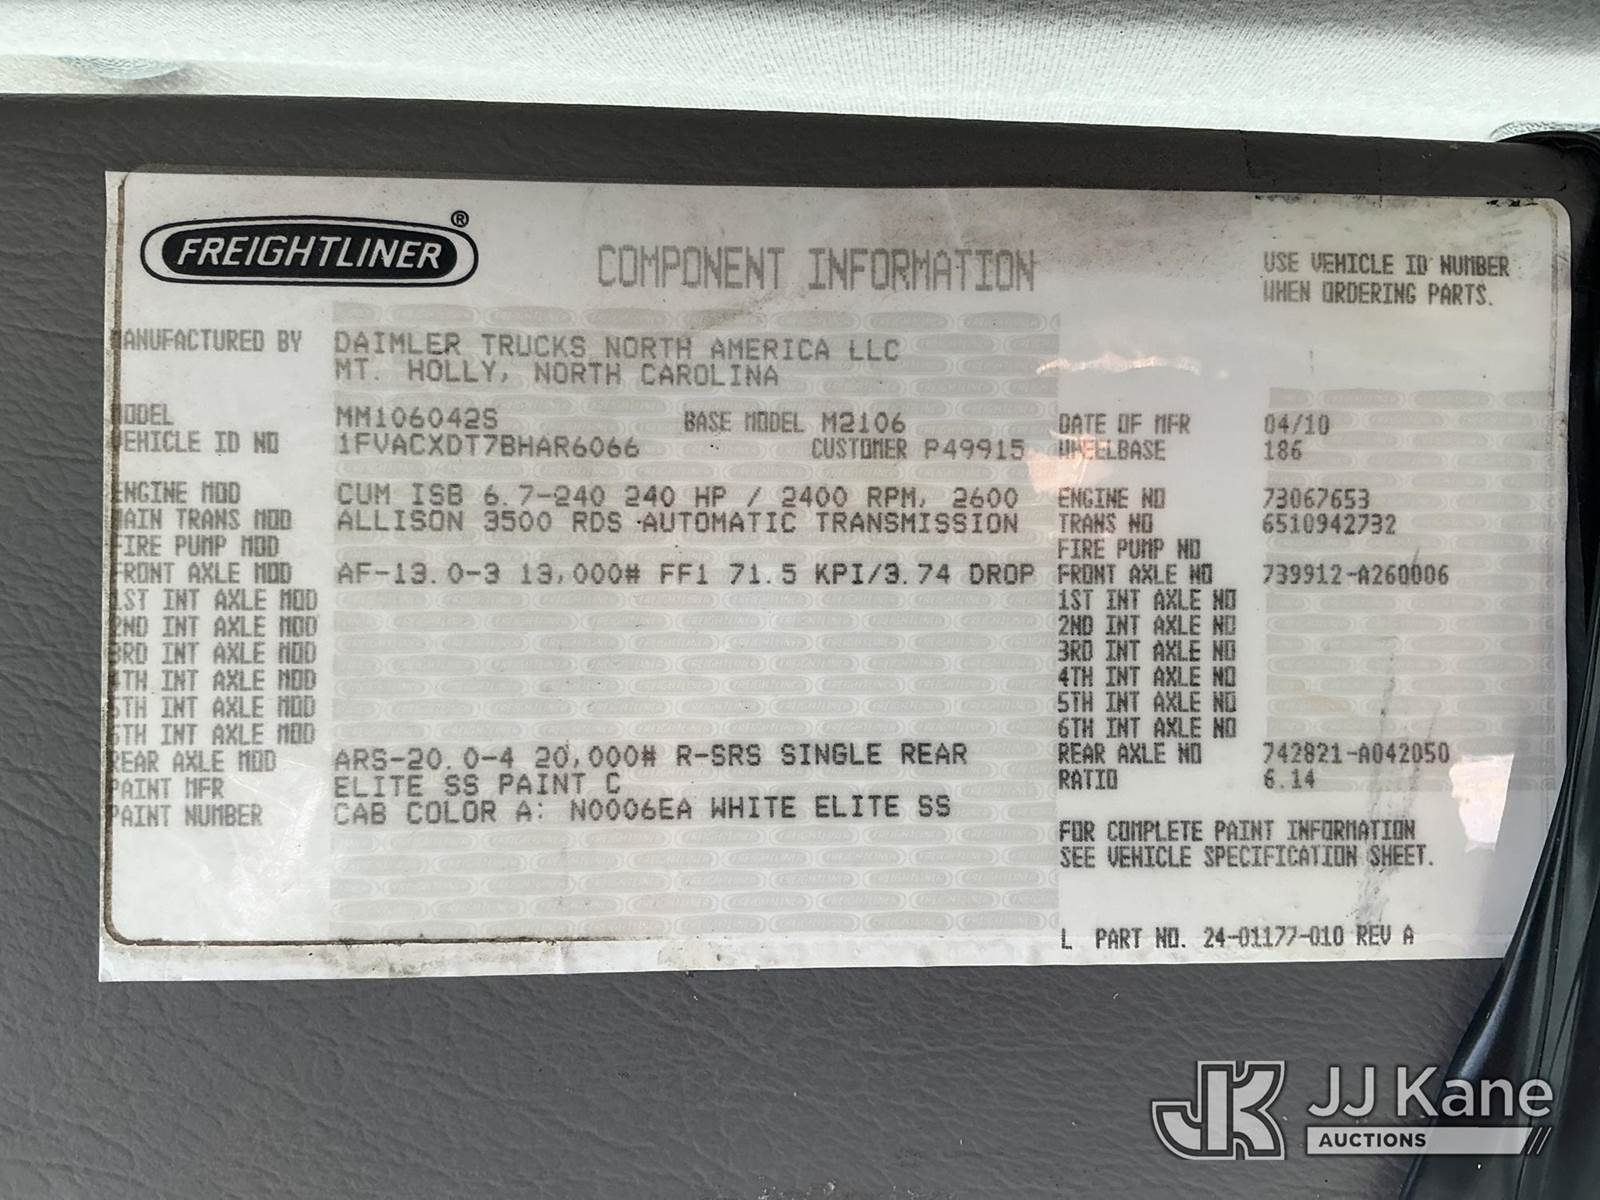 FREIGHTLINER®
COMPONENT INFORMATION
USE VEHICLE ID NUMBER
WHEN ORDERING PARTS.
MANUFACTURED BY DAIMLER TRUCKS NORTH AMERICA LLC
MT. HOLLY, NORTH CAROLINA
MODEL MM106042S BASE MODEL M2106 DATE OF MFR 04/10
VEHICLE ID NO 1FVACXDT7BHAR6066 CUSTOMER P49915 WHEELBASE 186
ENGINE MOD CUM ISB 6.7-240 240 HP / 2400 RPM, 2600 ENGINE NO 73067653
MAIN TRANS MOD ALLISON 3500 RDS AUTOMATIC TRANSMISSION TRANS NO 6510942732
FIRE PUMP MOD FIRE PUMP NO
FRONT AXLE MOD AF-13.0-3 13,000# FF1 71.5 KPI/3.74 DROP FRONT AXLE NO 739912-A260006
1ST INT AXLE MOD 1ST INT AXLE NO
2ND INT AXLE MOD 2ND INT AXLE NO
3RD INT AXLE MOD 3RD INT AXLE NO
4TH INT AXLE MOD 4TH INT AXLE NO
5TH INT AXLE MOD 5TH INT AXLE NO
6TH INT AXLE MOD 6TH INT AXLE NO
REAR AXLE MOD ARS-20.0-4 20,000# R-SRS SINGLE REAR REAR AXLE NO 742821-A042050
PAINT MFR ELITE SS PAINT C RATIO 6.14
PAINT NUMBER CAB COLOR A: N0006EA WHITE ELITE SS
FOR COMPLETE PAINT INFORMATION
SEE VEHICLE SPECIFICATION SHEET.
L PART NO. 24-01177-010 REV A
JK JJ Kane
AUCTIONS